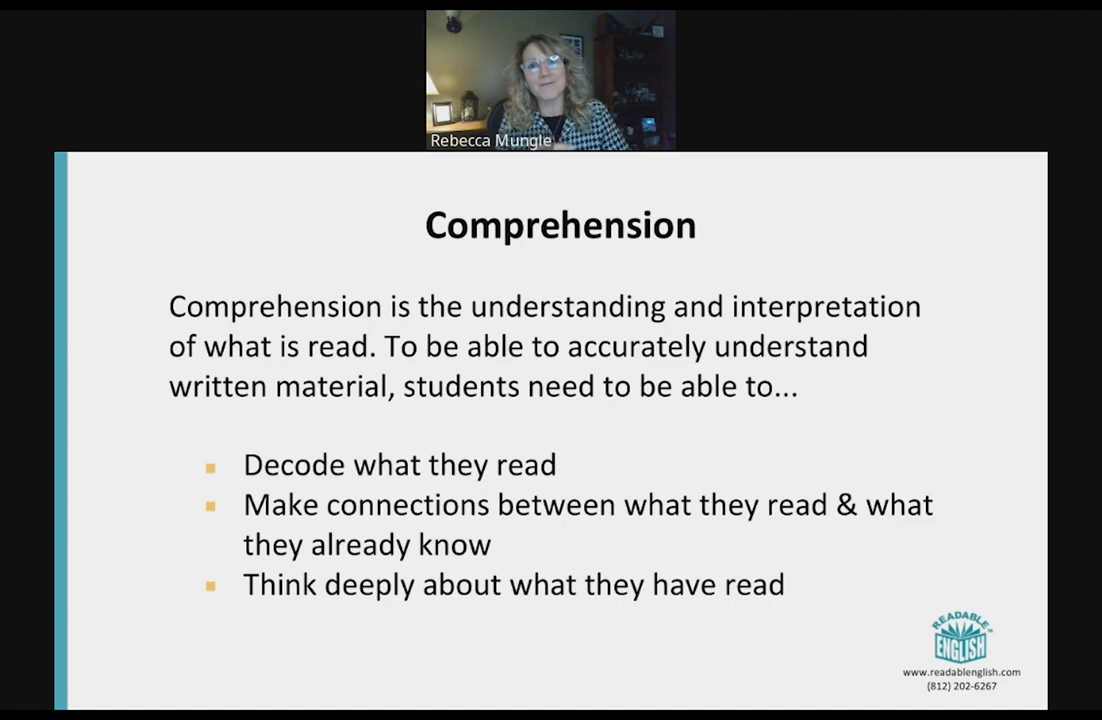 Rebecca Mungle
Comprehension
Comprehension is the understanding and interpretation
of what is read. To be able to accurately understand
written material, students need to be able to...
Decode what they read
Make connections between what they read & what
they already know
Think deeply about what they have read
READABLE
ENGLISH
www.readablenglish.com
(812) 202-6267